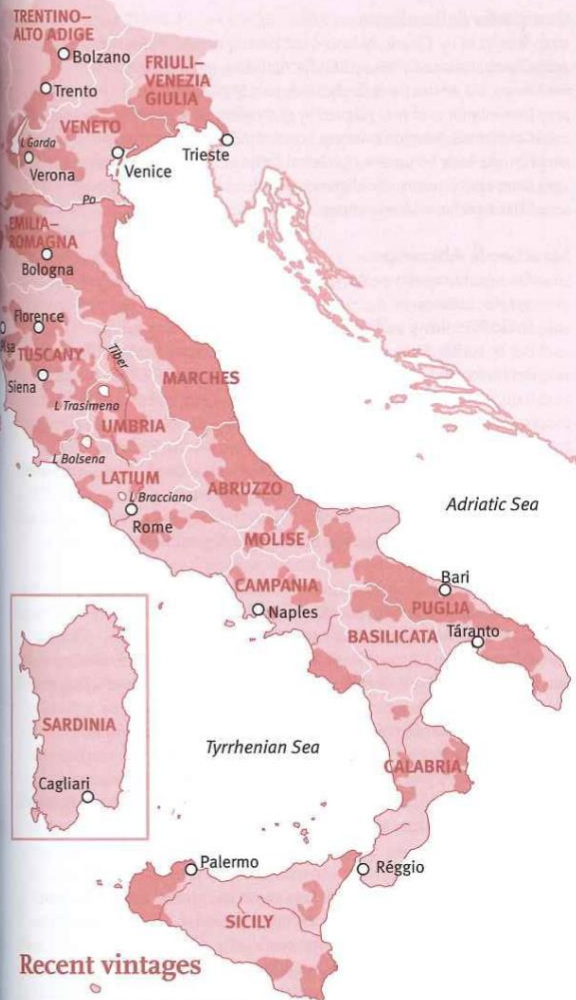 TRENTINO–
ALTO ADIGE
Bolzano
Trento
FRIULI–
VENEZIA
GIULIA
VENETO
L Garda
Verona
Venice
Trieste
Po
EMILIA–
ROMAGNA
Bologna
Florence
Pisa
TUSCANY
Tiber
Siena
MARCHES
L Trasimeno
UMBRIA
L Bolsena
LATIUM
L Bracciano
ABRUZZO
Adriatic Sea
Rome
MOLISE
CAMPANIA
Bari
Naples
PUGLIA
BASILICATA
Táranto
SARDINIA
Tyrrhenian Sea
CALABRIA
Cagliari
Palermo
Réggio
SICILY
Recent vintages